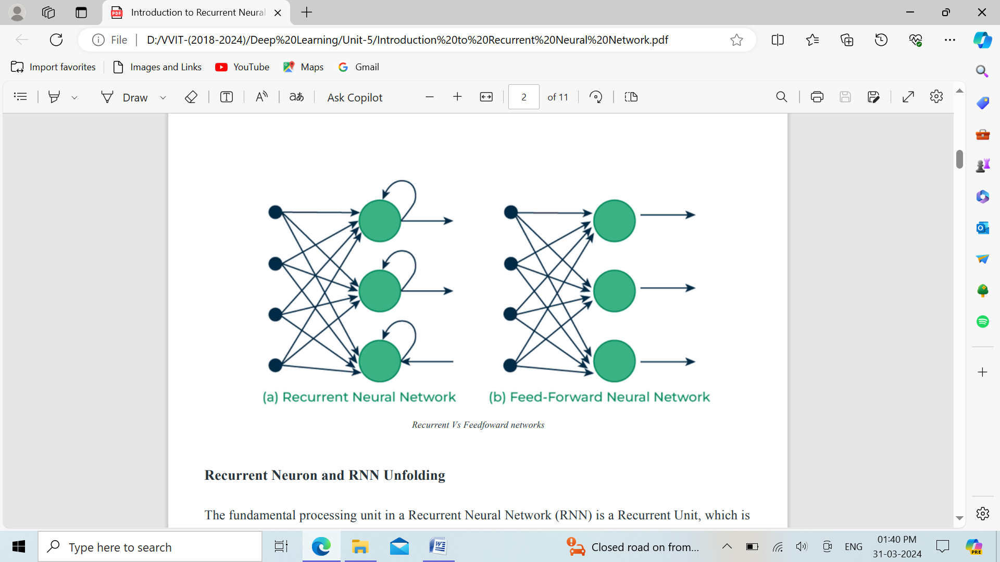 Introduction to Recurrent Neural
File
D:/VVIT-(2018-2024)/Deep%20Learning/Unit-5/Introduction%20to%20Recurrent%20Neural%20Network.pdf
Import favorites
Images and Links
YouTube
Maps
Gmail
Draw
aあ
Ask Copilot
2
of 11
(a) Recurrent Neural Network
(b) Feed-Forward Neural Network
Recurrent Vs Feedfoward networks
Recurrent Neuron and RNN Unfolding
The fundamental processing unit in a Recurrent Neural Network (RNN) is a Recurrent Unit, which is
Type here to search
Closed road on from...
ENG
01:40 PM
31-03-2024
PRE